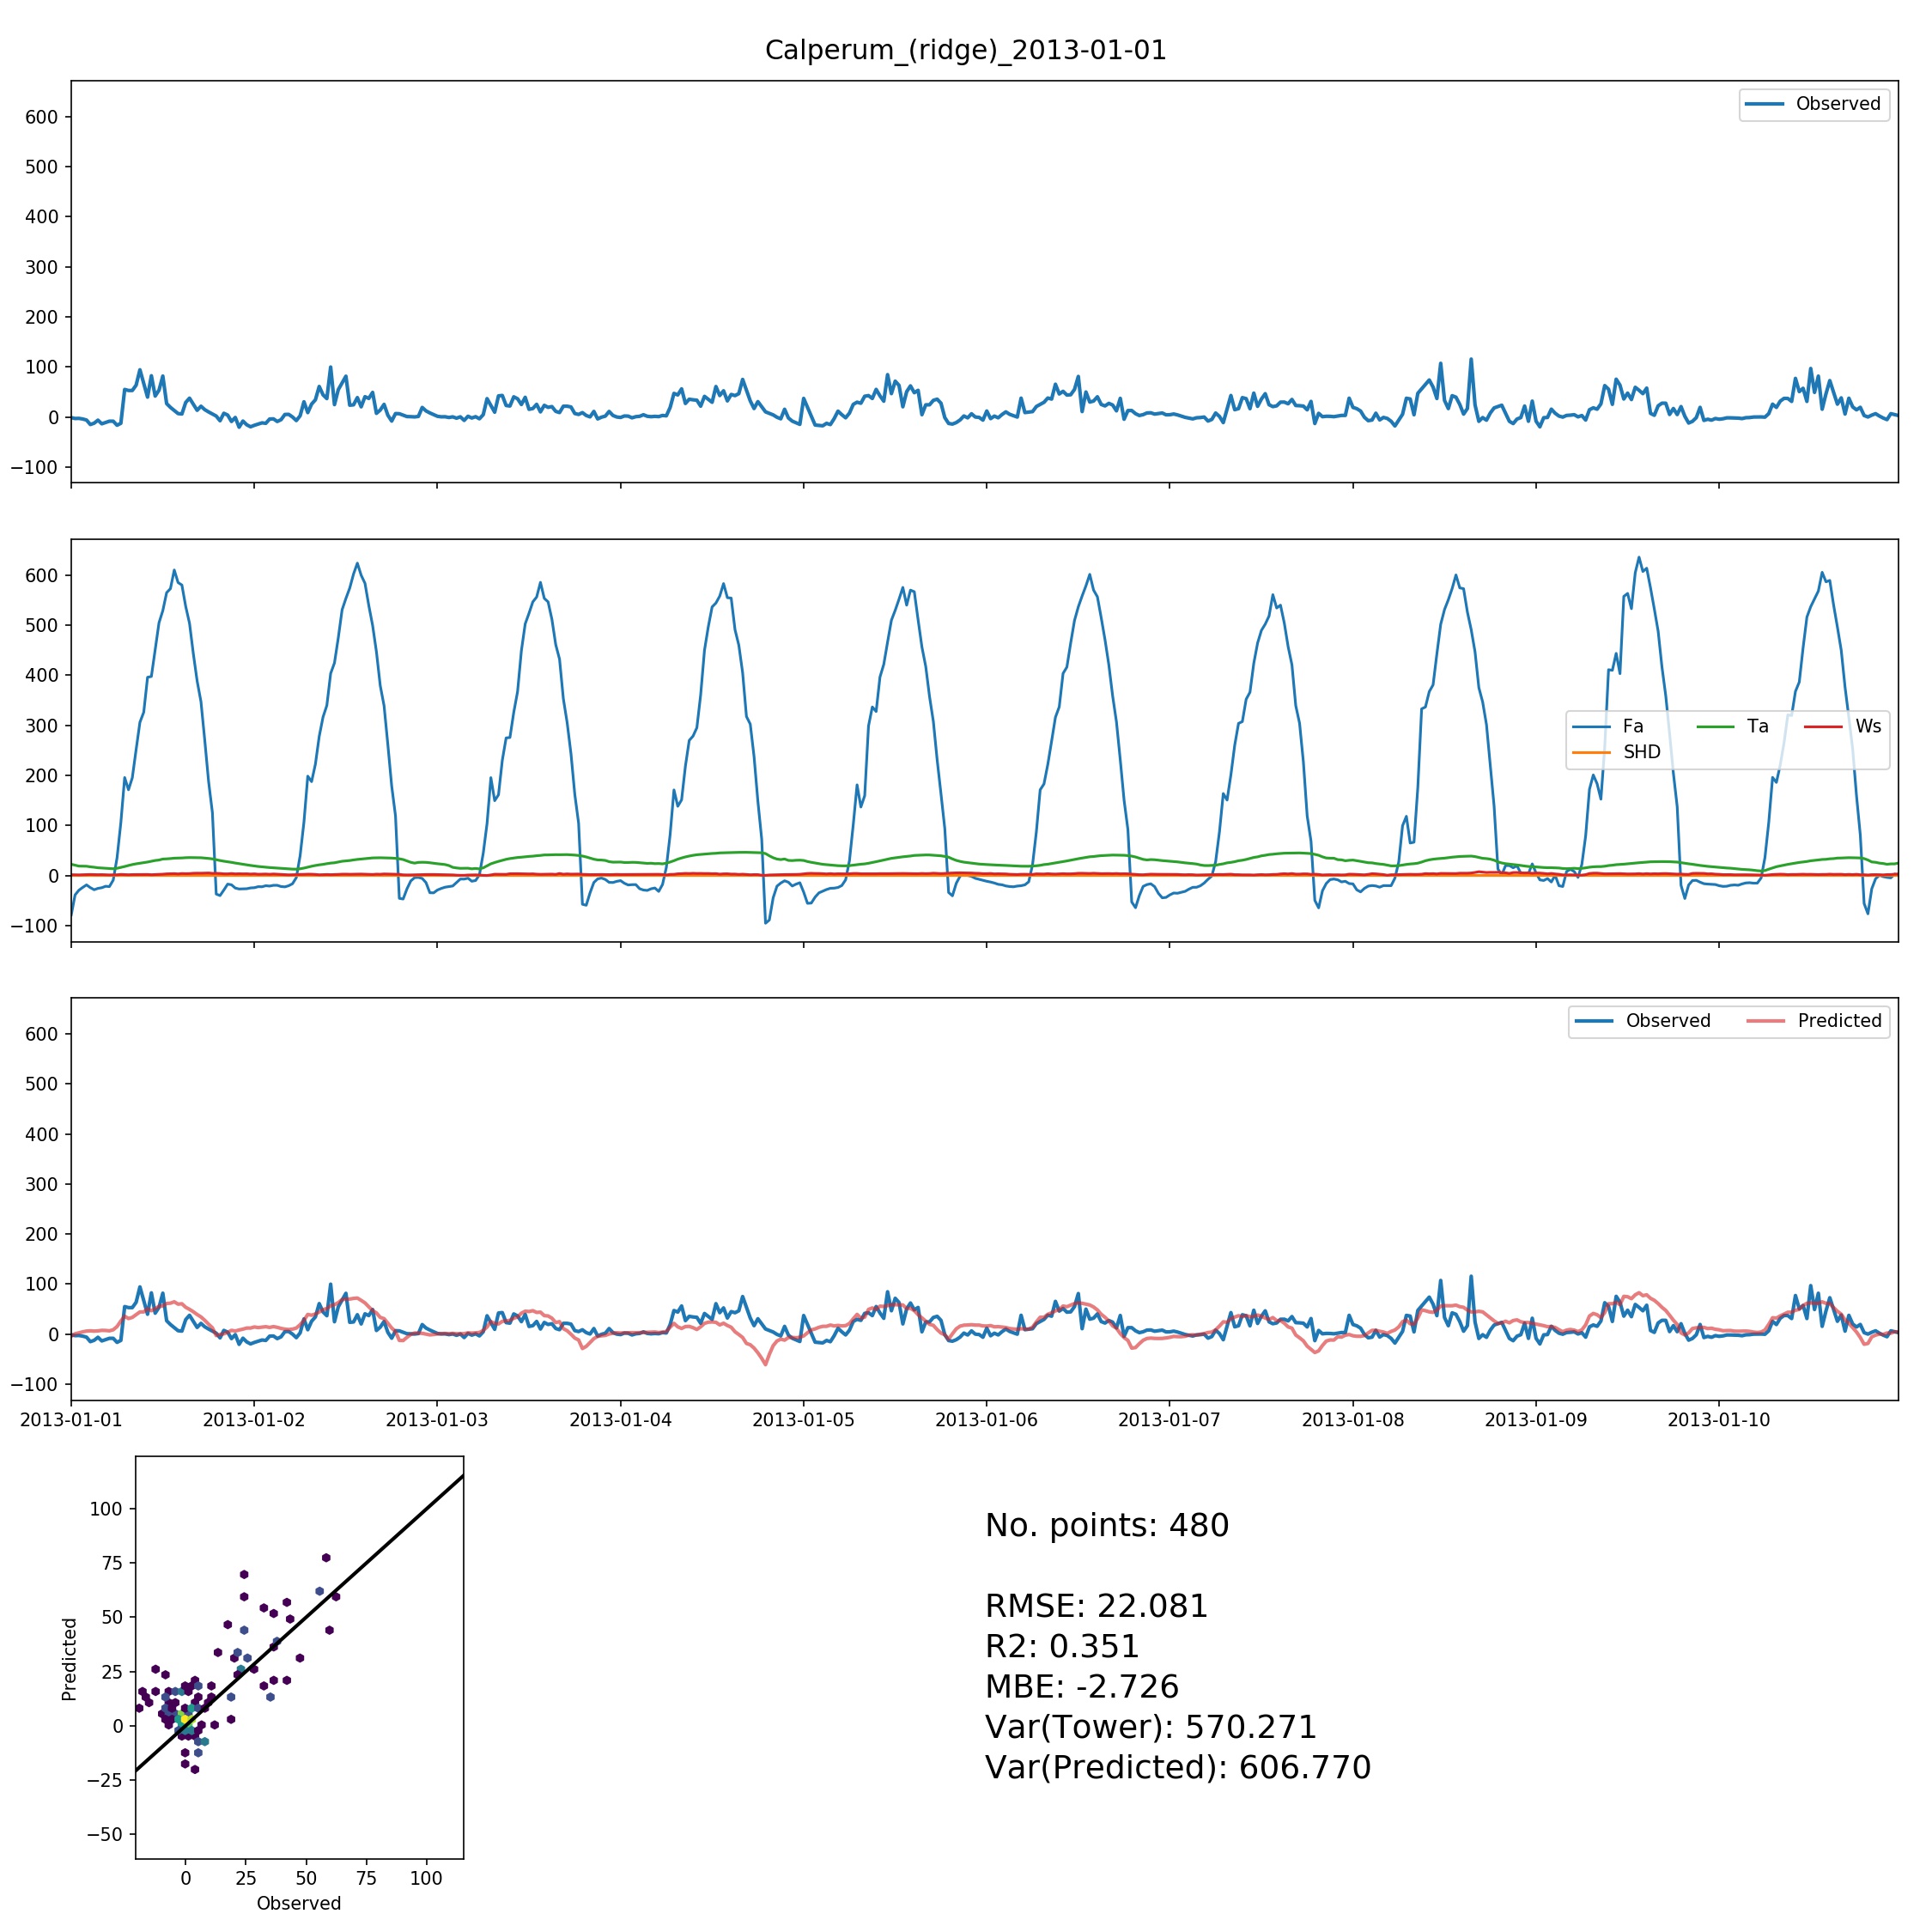 Calperum_(ridge)_2013-01-01
600
500
400
300
200
100
0
−100
Observed
600
500
400
300
200
100
0
−100
Fa Ta Ws
SHD
600
500
400
300
200
100
0
−100
Observed Predicted
2013-01-01 2013-01-02 2013-01-03 2013-01-04 2013-01-05 2013-01-06 2013-01-07 2013-01-08 2013-01-09 2013-01-10
Predicted
100
75
50
25
0
−25
−50
0 25 50 75 100
Observed
No. points: 480
RMSE: 22.081
R2: 0.351
MBE: -2.726
Var(Tower): 570.271
Var(Predicted): 606.770